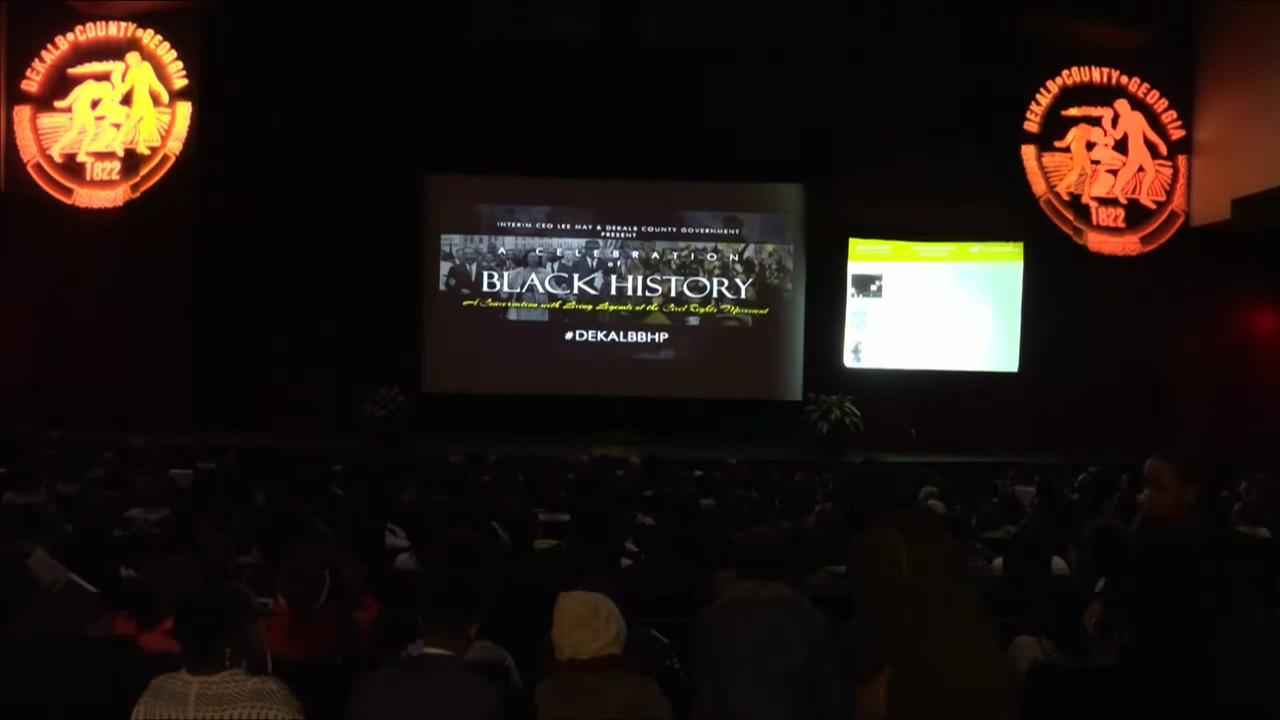 DEKALB•COUNTY•GEORGIA
1822
INTERIM CEO LEE MAY & DEKALB COUNTY GOVERNMENT
PRESENT
A CELEBRATION
of
BLACK HISTORY
A Conversation with Living Legends of the Civil Rights Movement
#DEKALBBHP
DEKALB•COUNTY•GEORGIA
1822